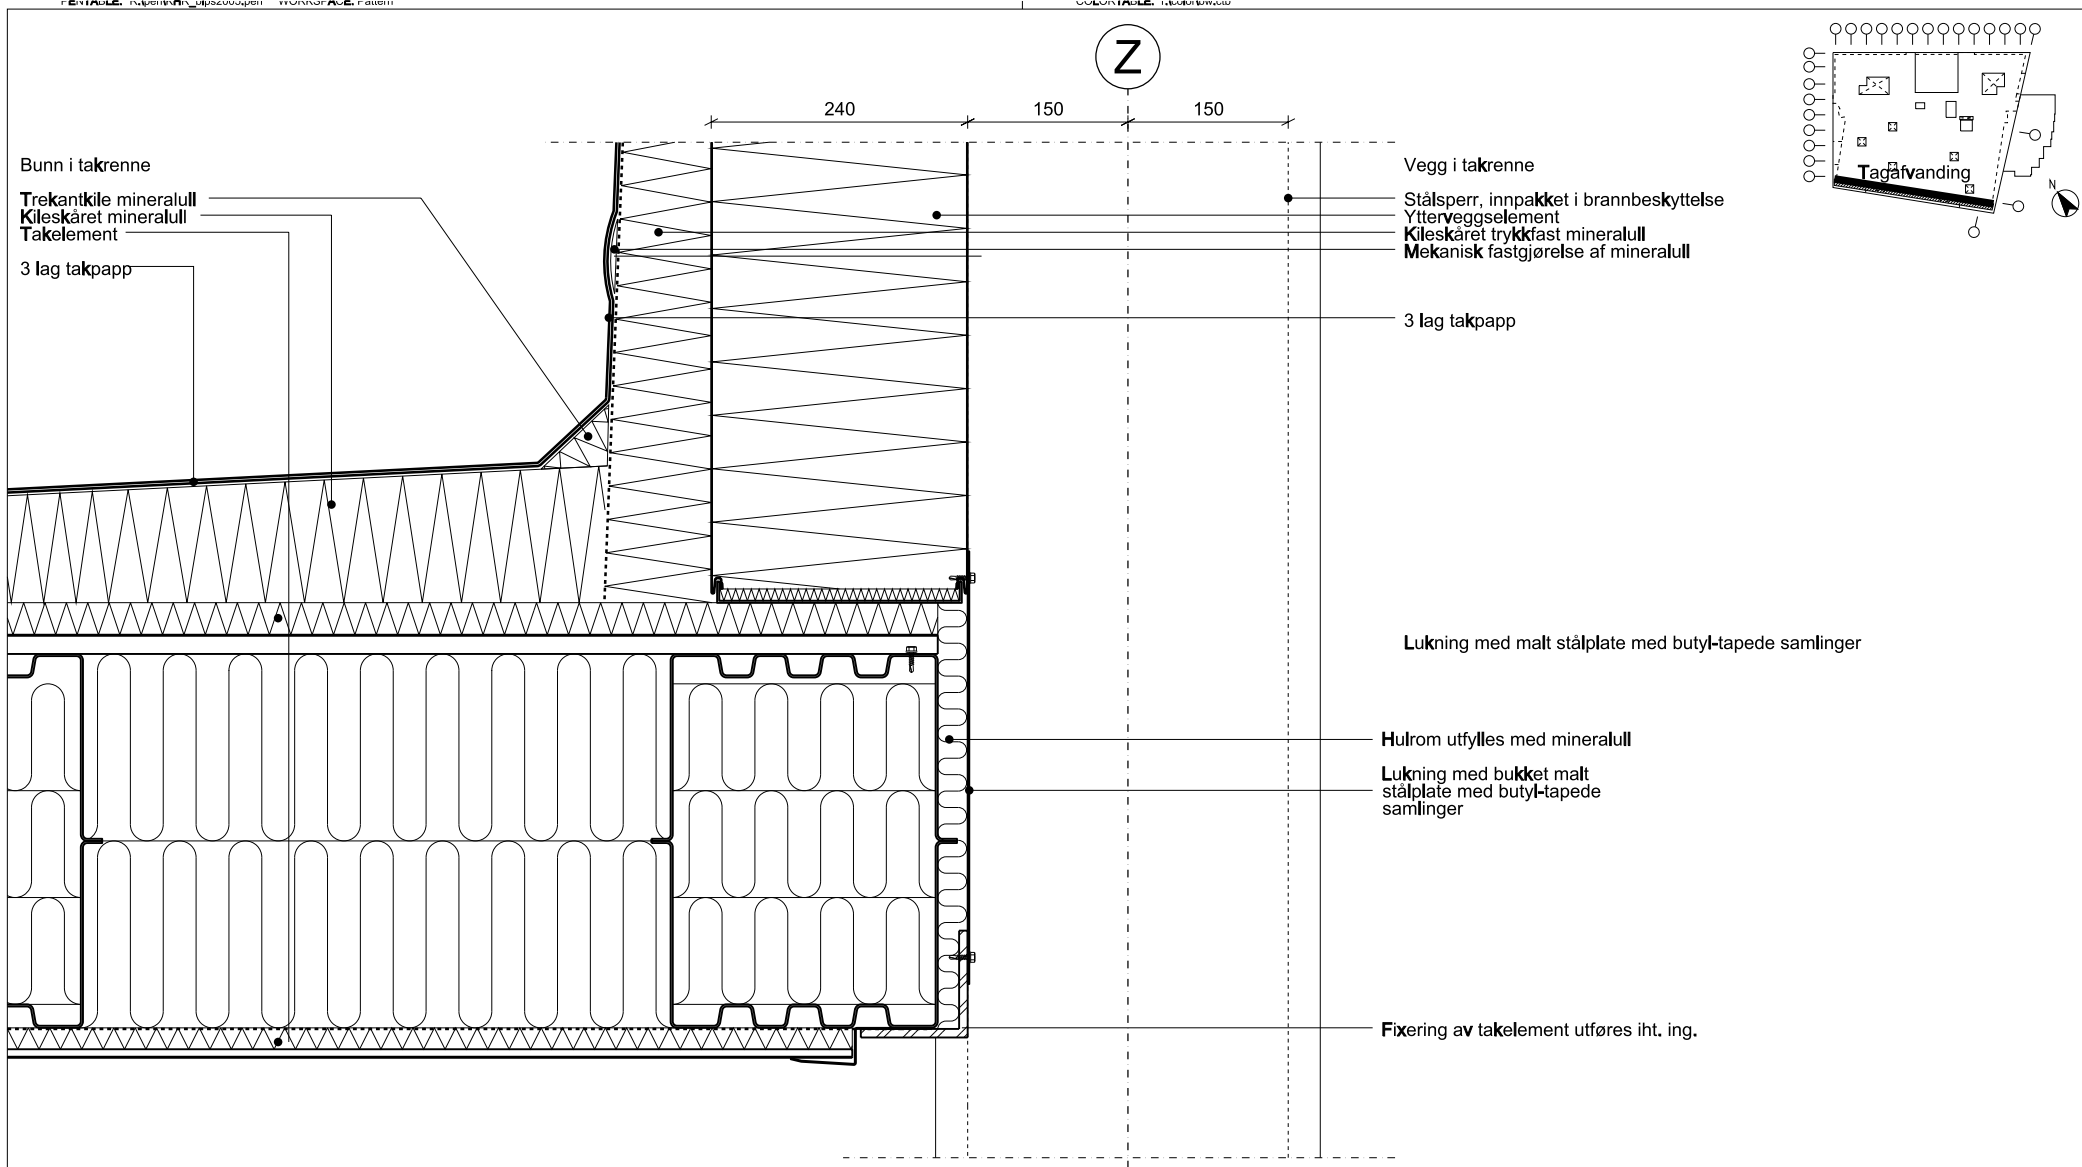 Z
240
150
150
Bunn i takrenne
Trekantkile mineralull
Kileskåret mineralull
Takelement
3 lag takpapp
Vegg i takrenne
Stålsperr, innpakket i brannbeskyttelse
Ytterveggselement
Kileskåret trykkfast mineralull
Mekanisk fastgjørelse af mineralull
3 lag takpapp
Tagafvanding
N
Lukning med malt stålplate med butyl-tapede samlinger
Hulrom utfylles med mineralull
Lukning med bukket malt
stålplate med butyl-tapede
samlinger
Fixering av takelement utføres iht. ing.